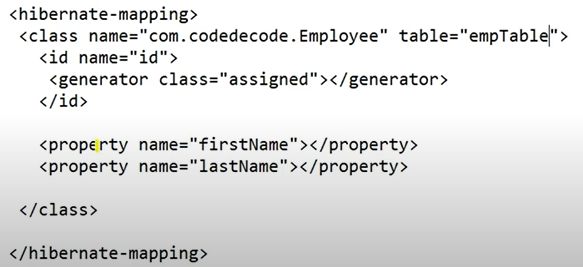 <hibernate-mapping>
<class name="com.codedecode.Employee" table="empTable">
<id name="id">
<generator class="assigned"></generator>
</id>
<property name="firstName"></property>
<property name="lastName"></property>
</class>
</hibernate-mapping>